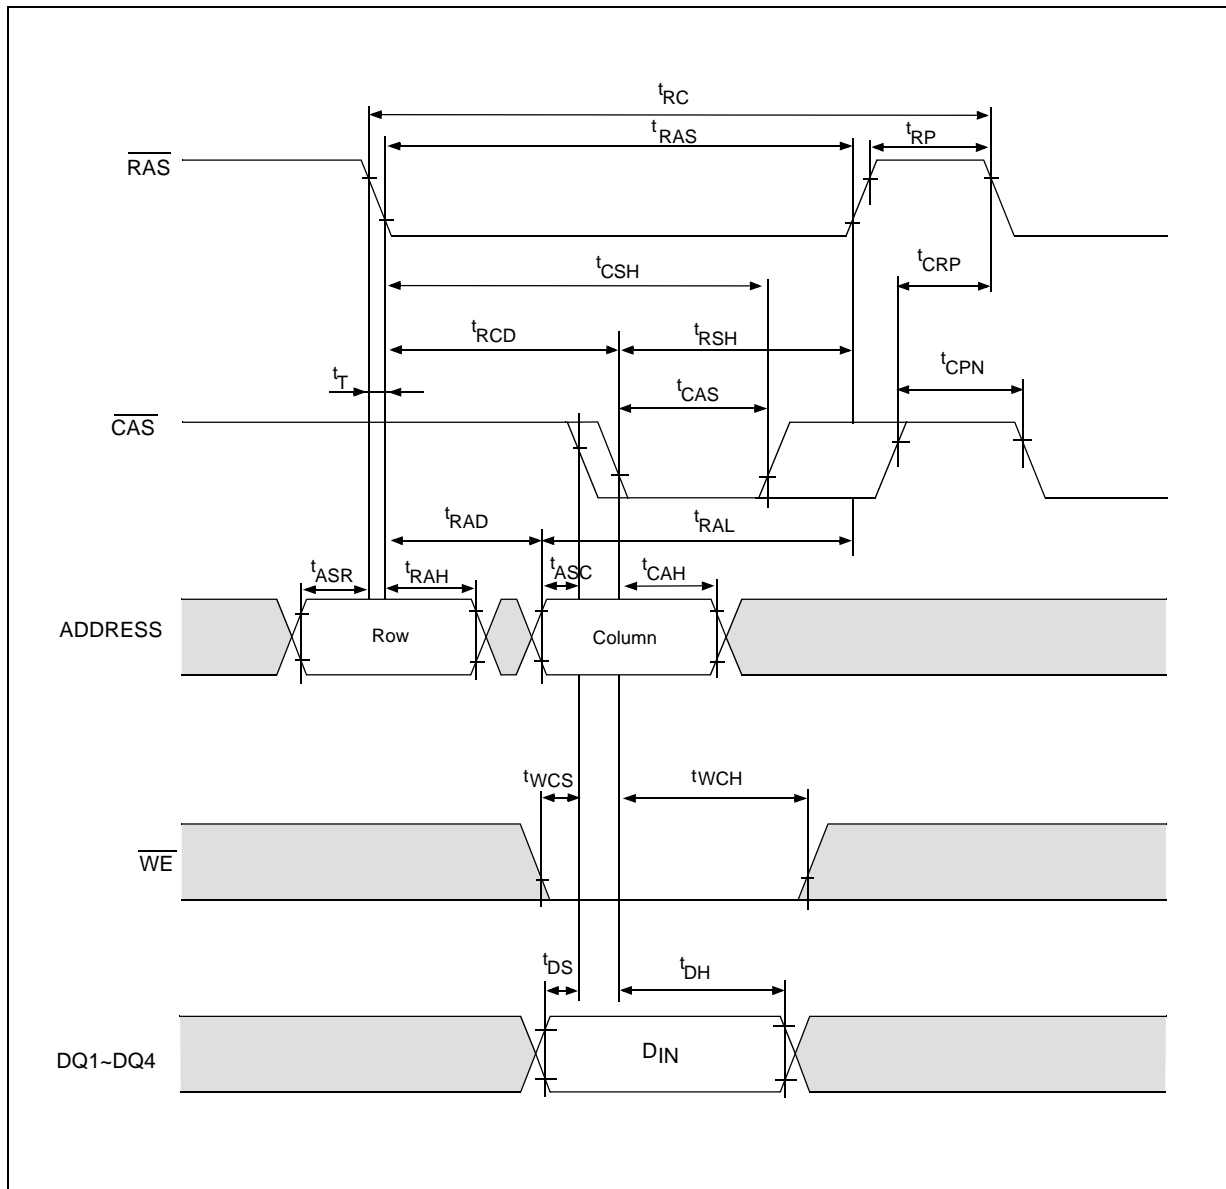 tRC
tRAS
tRP
RAS
tCSH
tCRP
tRCD
tRSH
tCPN
tT
tCAS
CAS
tRAD
tRAL
tASR
tRAH
tASC
tCAH
ADDRESS
Row
Column
tWCS
tWCH
WE
tDS
tDH
DQ1~DQ4
DIN